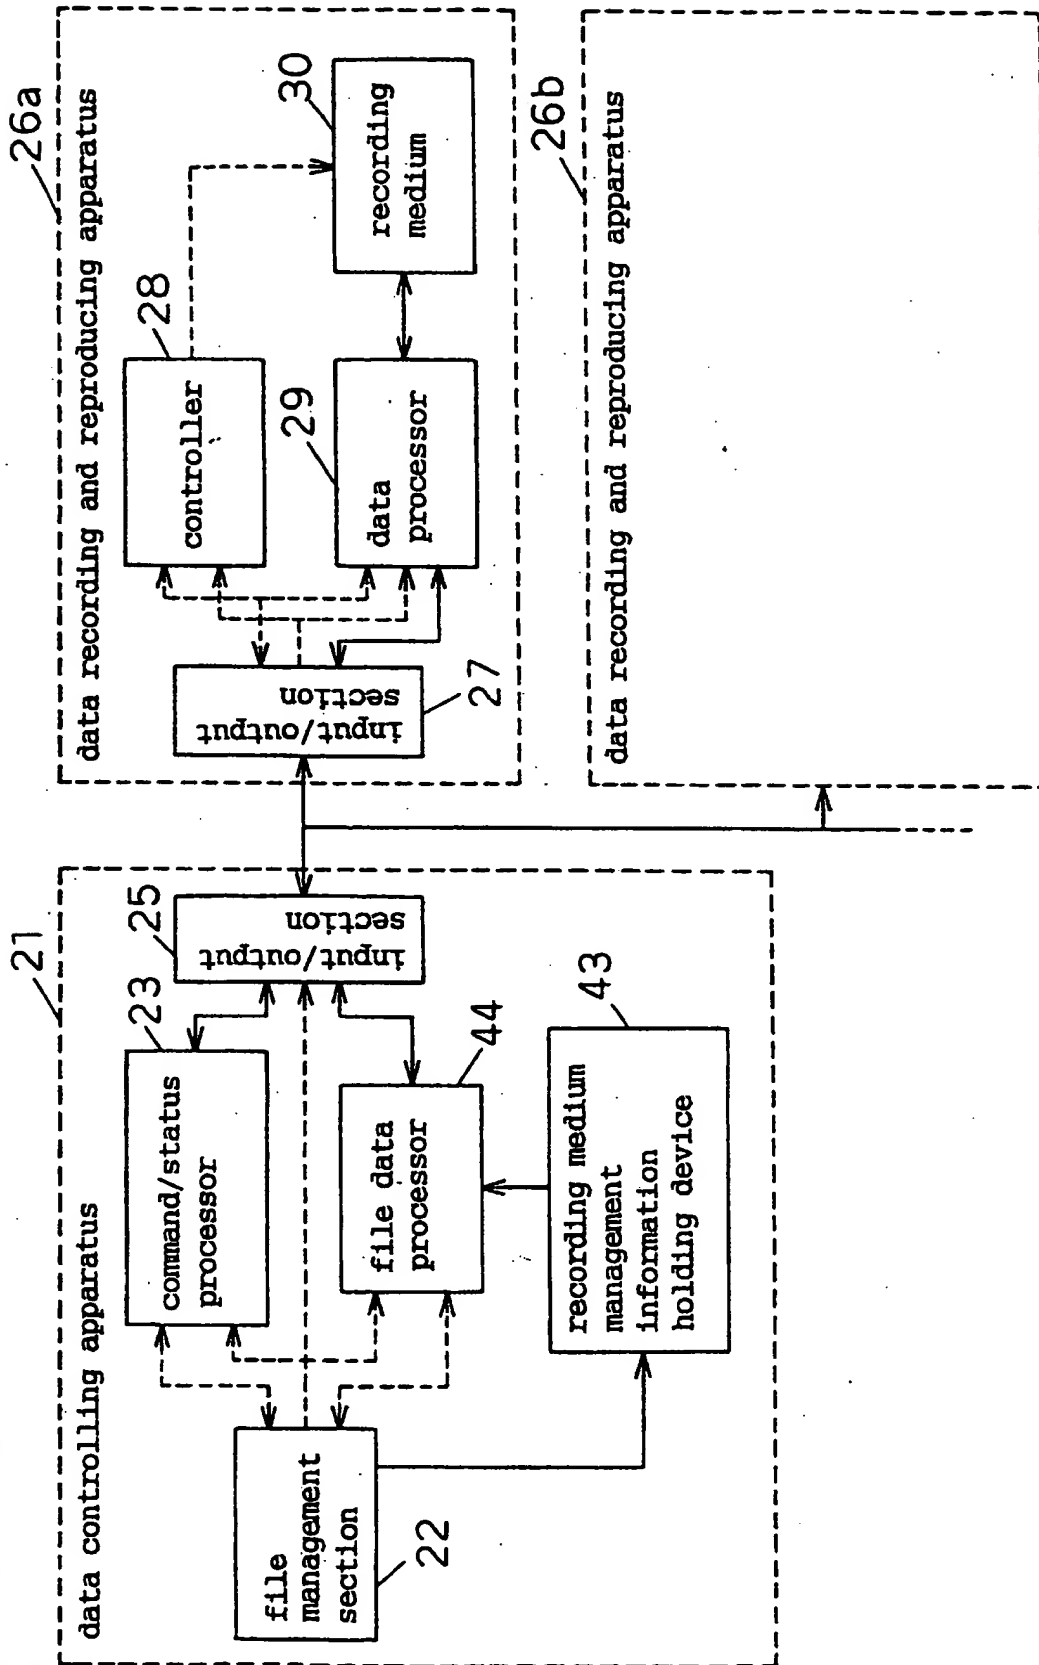 21
data controlling apparatus
file
management
section
22
23
command/status
processor
25
input/output
section
file data
processor
44
43
recording medium
management
information
holding device
26a
data recording and reproducing apparatus
input/output
section
27
28
controller
29
data
processor
30
recording
medium
26b
data recording and reproducing apparatus